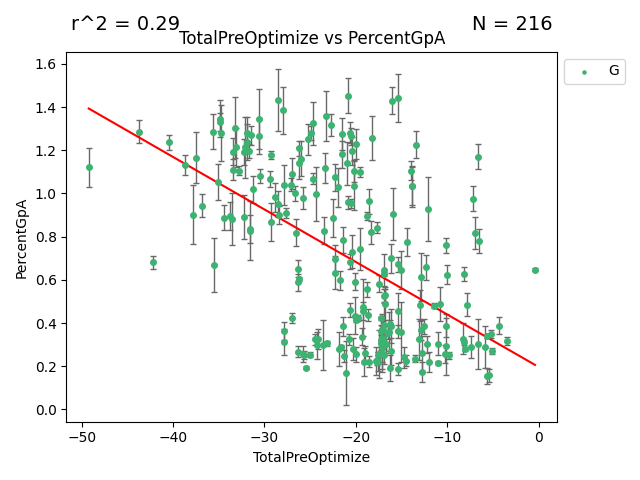 r^2 = 0.29
N = 216
TotalPreOptimize vs PercentGpA
G
PercentGpA
1.6
1.4
1.2
1.0
0.8
0.6
0.4
0.2
0.0
−50 −40 −30 −20 −10 0
TotalPreOptimize